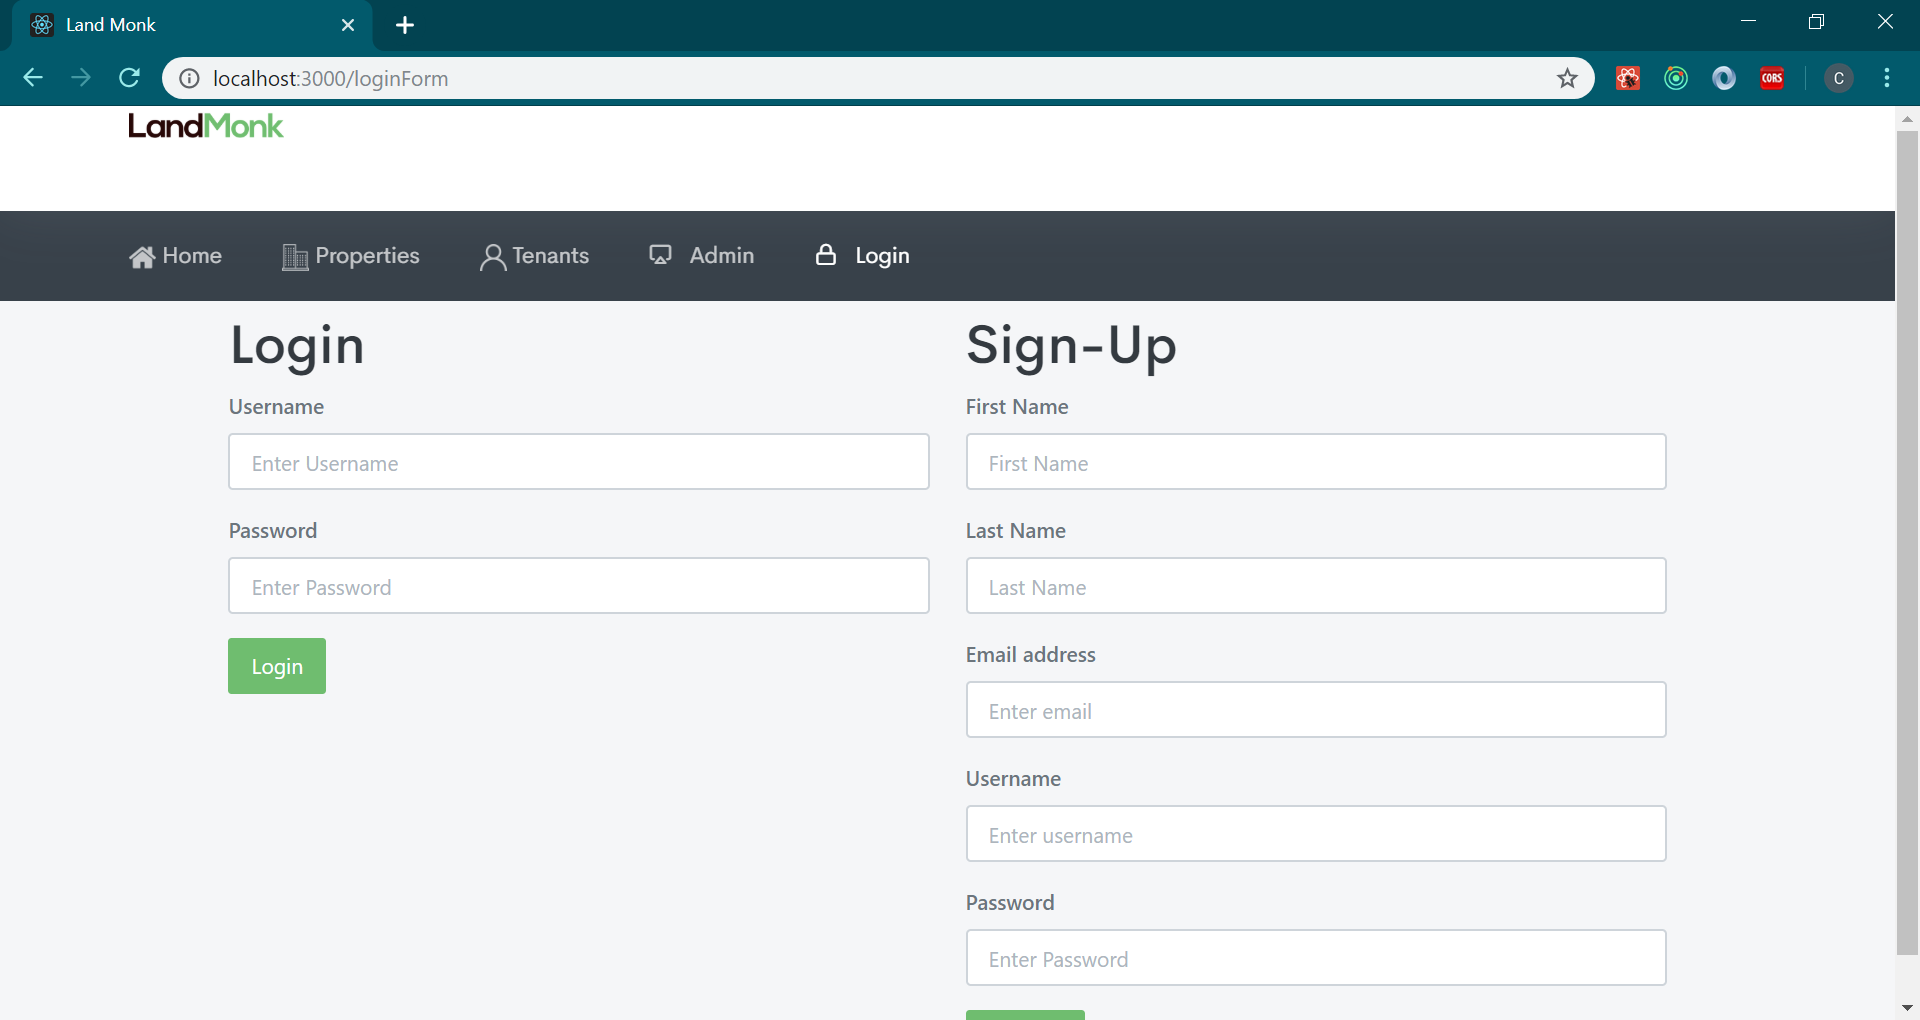 Land Monk
localhost:3000/loginForm
CORS
C
LandMonk
Home Properties Tenants Admin Login
Login
Username
Enter Username
Password
Enter Password
Login
Sign-Up
First Name
First Name
Last Name
Last Name
Email address
Enter email
Username
Enter username
Password
Enter Password